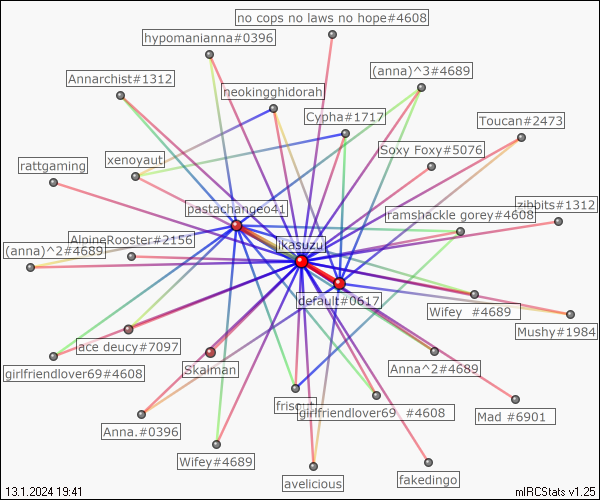 no cops no laws no hope#4608
hypomanianna#0396
Annarchist#1312
(anna)^3#4689
neokingghidorah
Cypha#1717
Toucan#2473
Soxy Foxy#5076
rattgaming
xenoyaut
pastachangeo41
zibbits#1312
ramshackle gorey#4608
AlpineRooster#2156
(anna)^2#4689
ikasuzu
default#0617
Wifey #4689
Mushy#1984
ace deucy#7097
girlfriendlover69#4608
Skalman
Anna^2#4689
frisout
girlfriendlover69 #4608
Mad #6901
Anna.#0396
Wifey#4689
avelicious
fakedingo
13.1.2024 19:41
mIRCStats v1.25